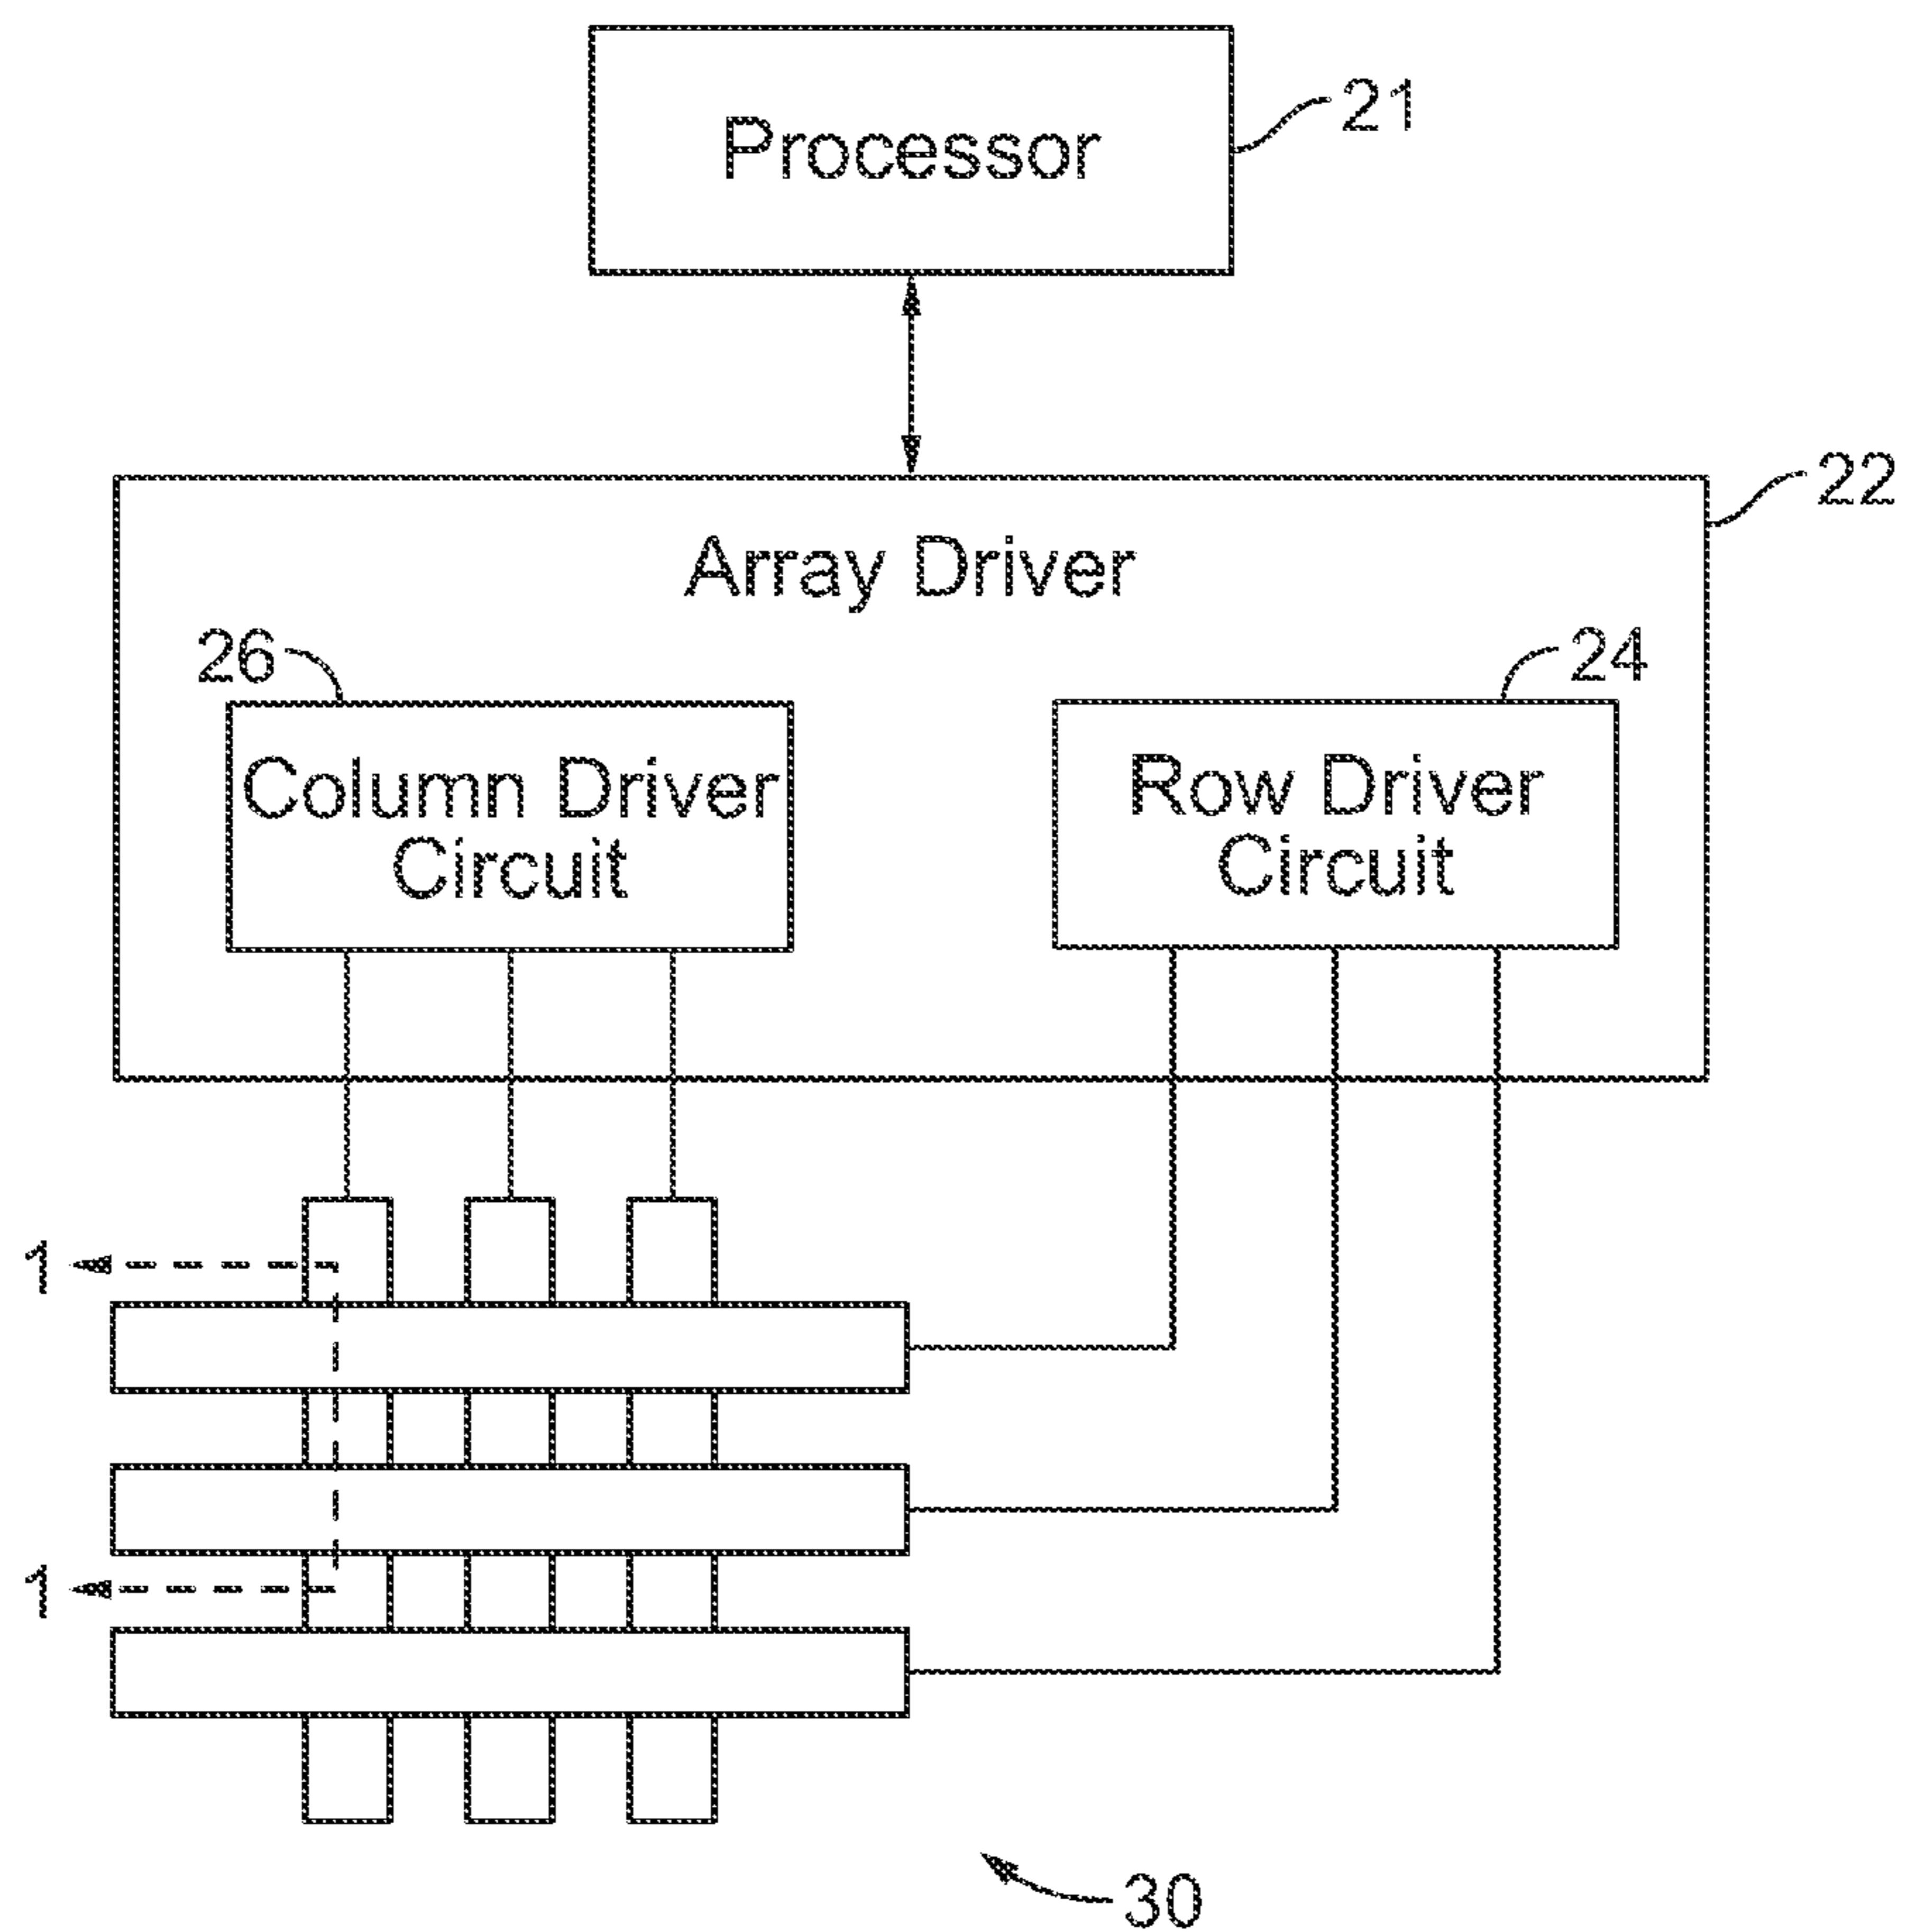 Processor
21
22
Array Driver
26
24
Column Driver
Circuit
Row Driver
Circuit
1
1
30